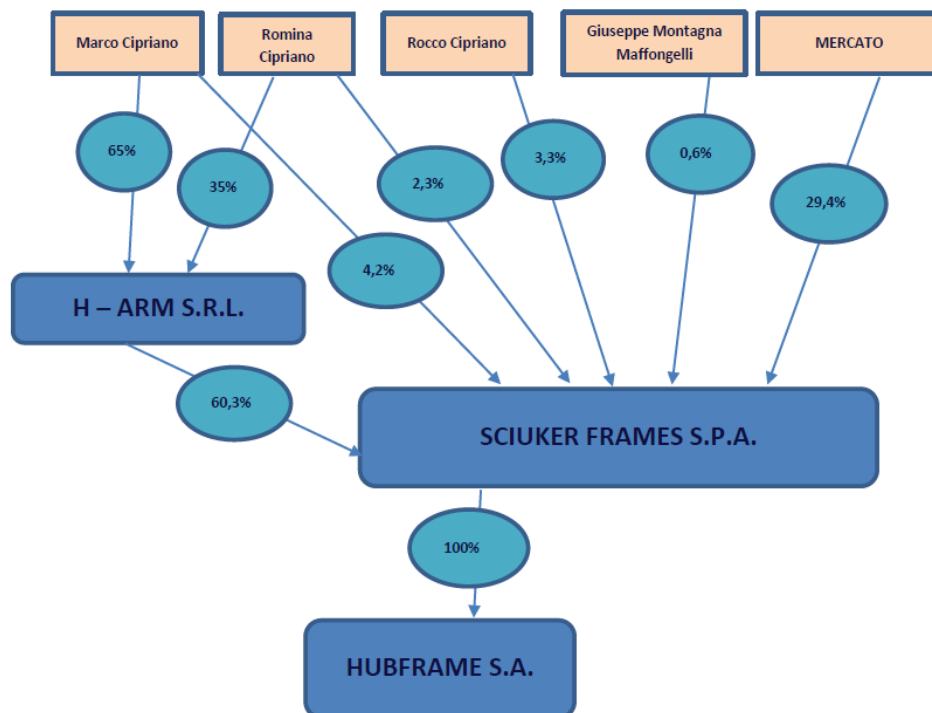 Marco Cipriano
Romina
Cipriano
Rocco Cipriano
Giuseppe Montagna
Maffongelli
MERCATO
65%
35%
2,3%
3,3%
0,6%
29,4%
4,2%
H – ARM S.R.L.
60,3%
SCIUKER FRAMES S.P.A.
100%
HUBFRAME S.A.